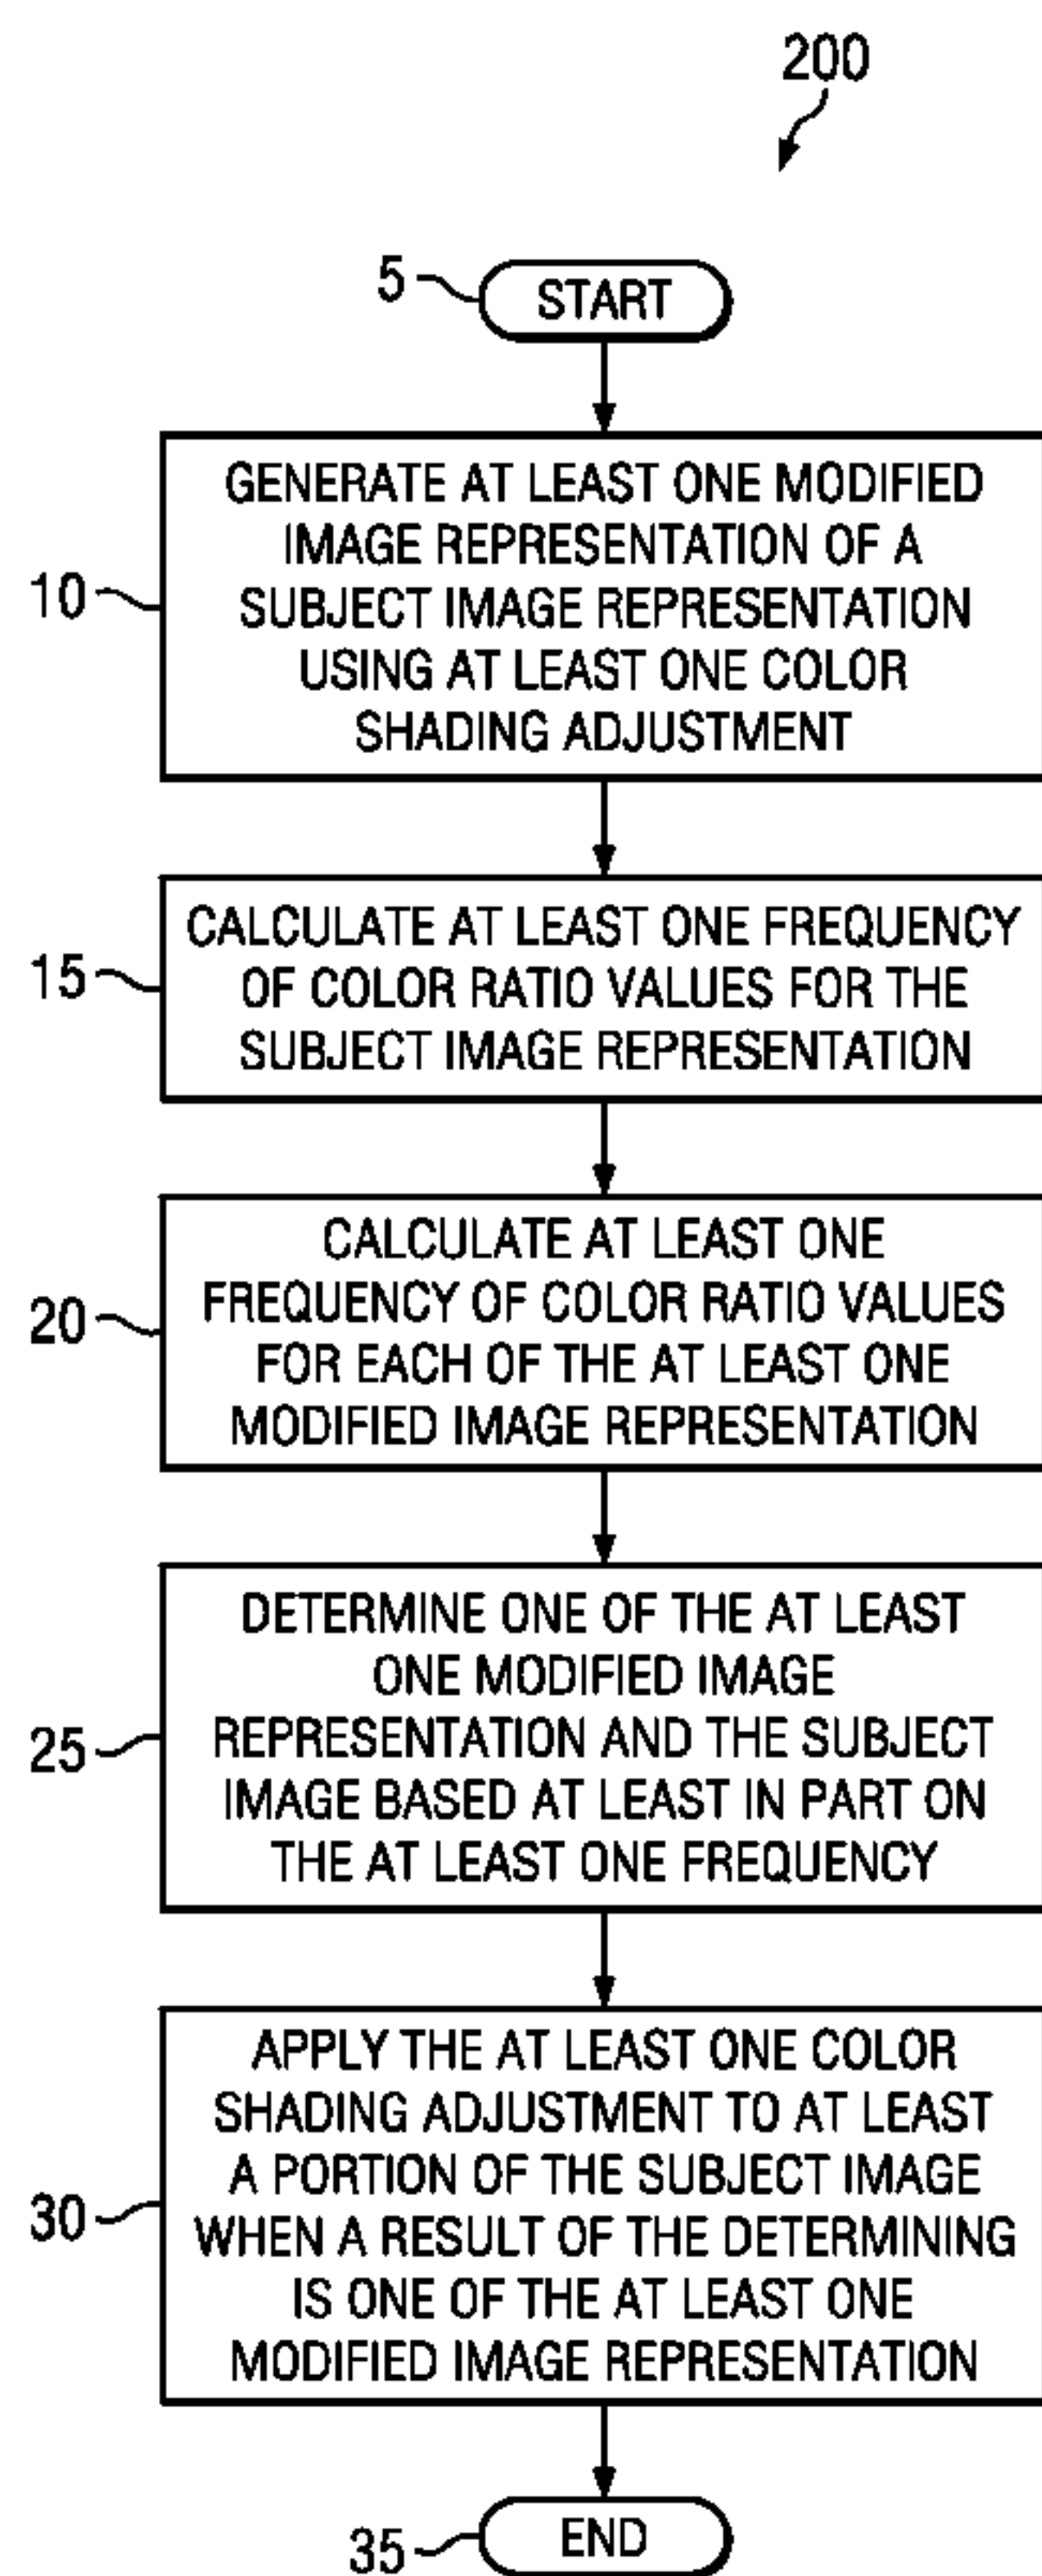 200
5
START
10
GENERATE AT LEAST ONE MODIFIED
IMAGE REPRESENTATION OF A
SUBJECT IMAGE REPRESENTATION
USING AT LEAST ONE COLOR
SHADING ADJUSTMENT
15
CALCULATE AT LEAST ONE FREQUENCY
OF COLOR RATIO VALUES FOR THE
SUBJECT IMAGE REPRESENTATION
20
CALCULATE AT LEAST ONE
FREQUENCY OF COLOR RATIO VALUES
FOR EACH OF THE AT LEAST ONE
MODIFIED IMAGE REPRESENTATION
25
DETERMINE ONE OF THE AT LEAST
ONE MODIFIED IMAGE
REPRESENTATION AND THE SUBJECT
IMAGE BASED AT LEAST IN PART ON
THE AT LEAST ONE FREQUENCY
30
APPLY THE AT LEAST ONE COLOR
SHADING ADJUSTMENT TO AT LEAST
A PORTION OF THE SUBJECT IMAGE
WHEN A RESULT OF THE DETERMINING
IS ONE OF THE AT LEAST ONE
MODIFIED IMAGE REPRESENTATION
35
END